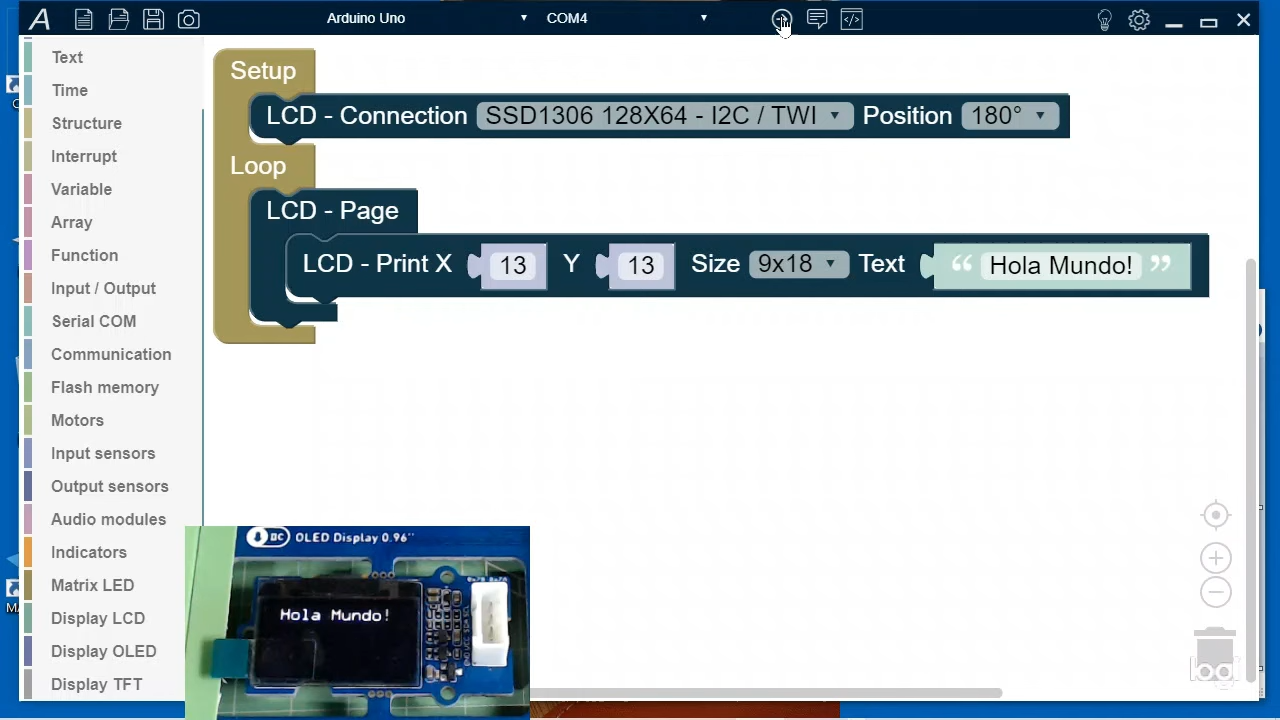 Arduino Uno COM4
Text
Time
Structure
Interrupt
Variable
Array
Function
Input / Output
Serial COM
Communication
Flash memory
Motors
Input sensors
Output sensors
Audio modules
Indicators
Matrix LED
Display LCD
Display OLED
Display TFT
Setup
LCD - Connection SSD1306 128X64 - I2C / TWI Position 180°
Loop
LCD - Page
LCD - Print X 13 Y 13 Size 9x18 Text “ Hola Mundo! ”
IIC OLED Display 0.96"
Hola Mundo!